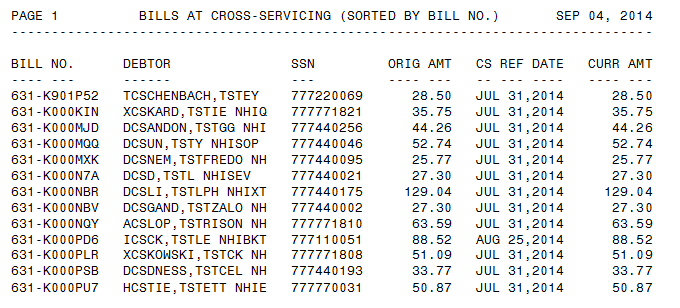 PAGE 1 BILLS AT CROSS-SERVICING (SORTED BY BILL NO.) SEP 04, 2014
--------------------------------------------------------------------------------
BILL NO. DEBTOR SSN ORIG AMT CS REF DATE CURR AMT
---- --- ------ --- ---- --- -- --- ---- ---- ---
631-K901P52 TCSCHENBACH,TSTEY 777220069 28.50 JUL 31,2014 28.50
631-K000KIN XCSKARD,TSTIE NHIQ 777771821 35.75 JUL 31,2014 35.75
631-K000MJD DCSANDON,TSTGG NHI 777440256 44.26 JUL 31,2014 44.26
631-K000MQQ DCSUN,TSTY NHISOP 777440046 52.74 JUL 31,2014 52.74
631-K000MXK DCSNEM,TSTFREDO NH 777440095 25.77 JUL 31,2014 25.77
631-K000N7A DCSD,TSTL NHISEV 777440021 27.30 JUL 31,2014 27.30
631-K000NBR DCSLI,TSTLPH NHIXT 777440175 129.04 JUL 31,2014 129.04
631-K000NBV DCSGAND,TSTZALO NH 777440002 27.30 JUL 31,2014 27.30
631-K000NQY ACSLOP,TSTRISON NH 777771810 63.59 JUL 31,2014 63.59
631-K000PD6 ICSCK,TSTLE NHIBKT 777110051 88.52 AUG 25,2014 88.52
631-K000PLR XCSKOWSKI,TSTCK NH 777771808 51.09 JUL 31,2014 51.09
631-K000PSB DCSDNESS,TSTCEL NH 777440193 33.77 JUL 31,2014 33.77
631-K000PU7 HCSTIE,TSTETT NHIE 777770031 50.87 JUL 31,2014 50.87